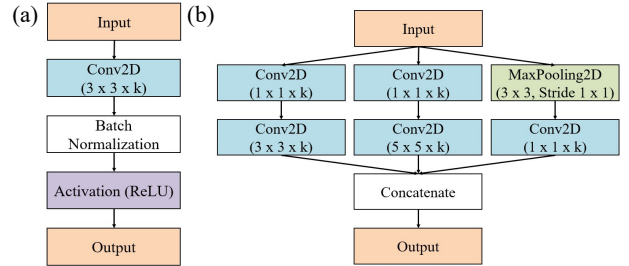 (a)
Input
Conv2D
(3 x 3 x k)
Batch
Normalization
Activation (ReLU)
Output
(b)
Input
Conv2D
(1 x 1 x k)
Conv2D
(1 x 1 x k)
MaxPooling2D
(3 x 3, Stride 1 x 1)
Conv2D
(3 x 3 x k)
Conv2D
(5 x 5 x k)
Conv2D
(1 x 1 x k)
Concatenate
Output